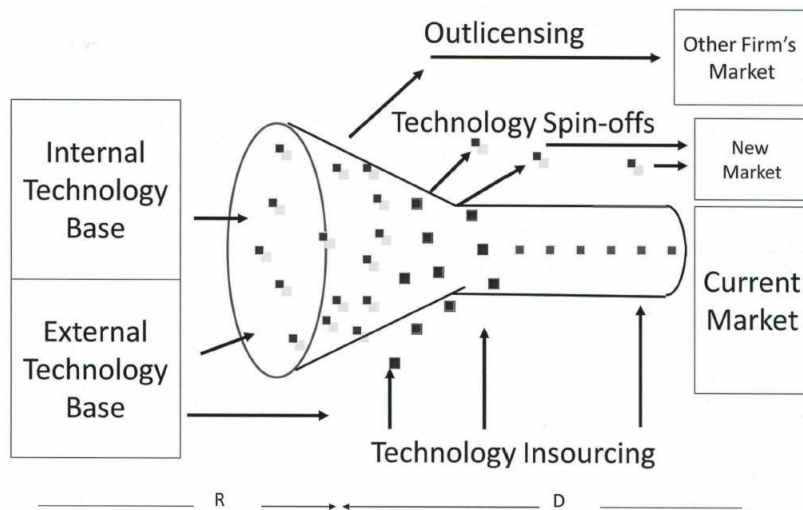 Outlicensing
Other Firm's
Market
Internal
Technology
Base
Technology Spin-offs
New
Market
Current
Market
External
Technology
Base
Technology Insourcing
R
D